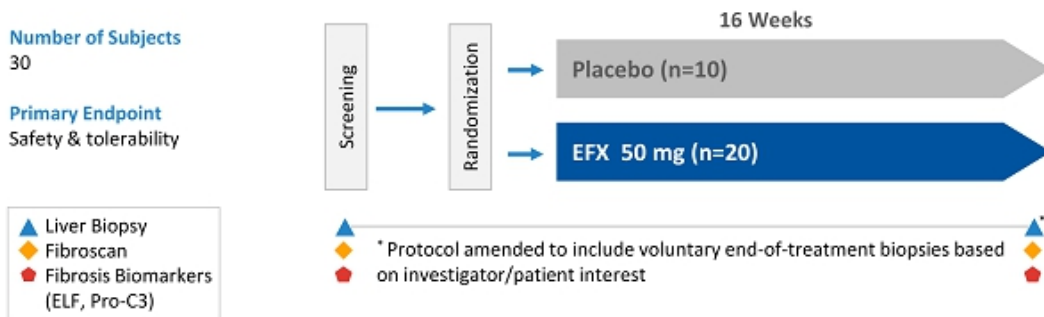 Number of Subjects
30
Primary Endpoint
Safety & tolerability
Screening
Randomization
16 Weeks
Placebo (n=10)
EFX 50 mg (n=20)
Liver Biopsy
Fibroscan
Fibrosis Biomarkers
(ELF, Pro-C3)
*
* Protocol amended to include voluntary end-of-treatment biopsies based
on investigator/patient interest